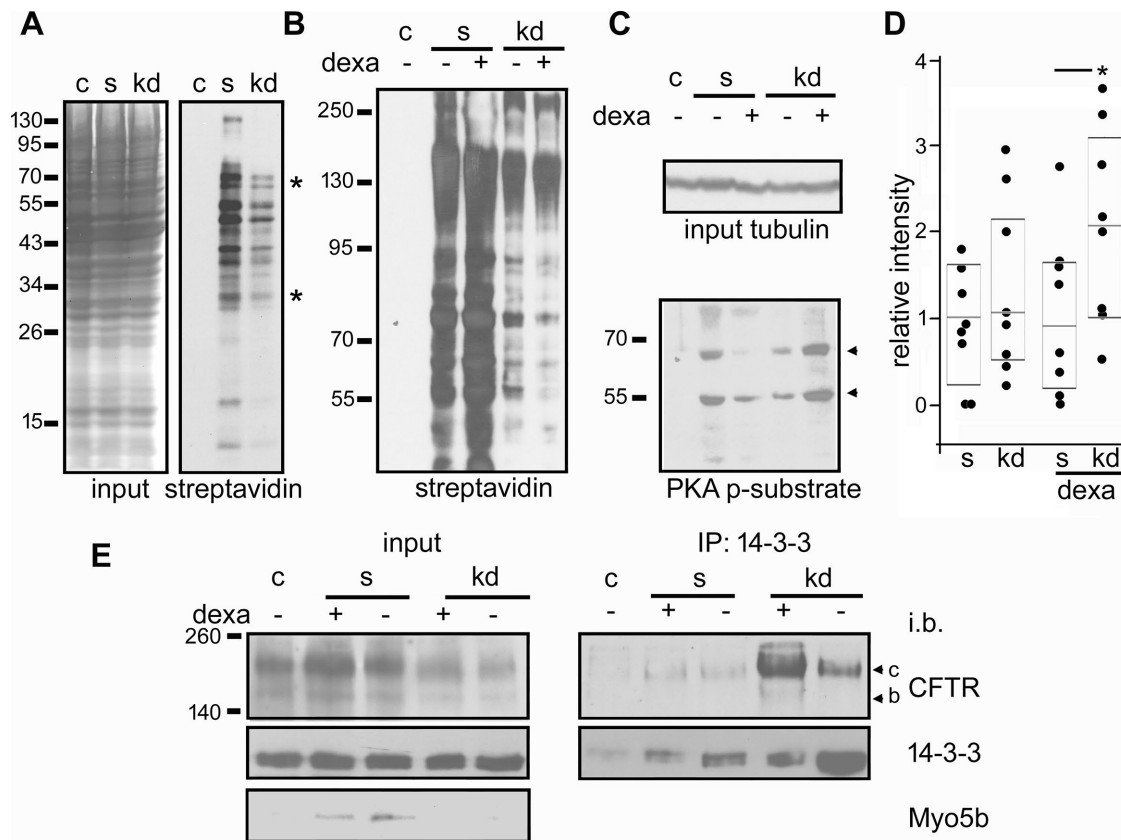 A
c s kd c s kd
130
95
70 *
55
43
34 *
26
15
input streptavidin
B
c s kd
dexa - - + - +
250
130
95
70
55
streptavidin
C
c s kd
dexa - - + - +
input tubulin
70
55
PKA p-substrate
D
relative intensity
4
3
2
1
0
*
s kd s kd
dexa
E
input
c s kd
dexa - + - + -
260
140
IP: 14-3-3
c s kd
- + - + -
i.b.
c
CFTR
b
14-3-3
Myo5b